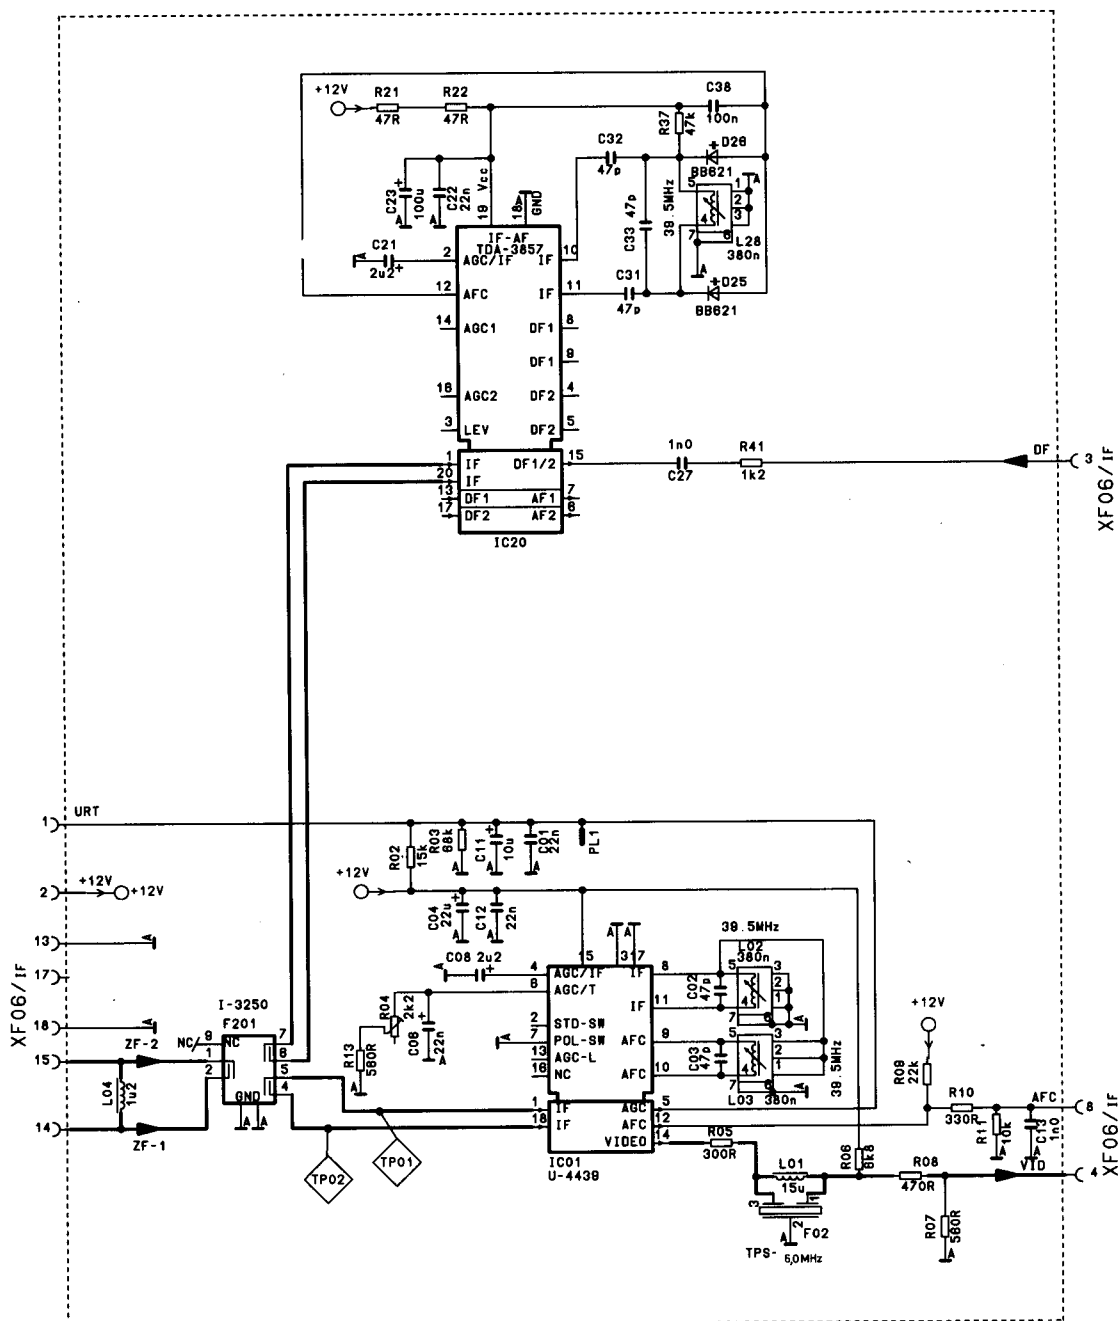 +12V
R21
47R
R22
47R
C38
100n
R37
47k
C32
47p
D26
BB621
C23
100u
C22
22n
Vcc
19
18
GND
A
A
A
39.5MHz
C33 47p
5
4
7
6
1
2
3
A
L28
380n
A
IF-AF
TDA-3857
C21
2u2
A
2
AGC/IF
IF
10
12
AFC
IF
11
C31
47p
D25
BB621
14
AGC1
DF1
8
DF1
9
16
AGC2
DF2
4
3
LEV
DF2
5
1
IF
DF1/2
15
20
IF
13
DF1
AF1
7
17
DF2
AF2
6
IC20
1n0
C27
R41
1k2
DF
3
XF06/IF
1
URT
R02
15k
R03
68k
C11
10u
C01
22n
PL1
A
A
A
2
+12V
+12V
+12V
C04
22u
C12
22n
A
A
13
A
17
18
A
XF06/IF
15
ZF-2
L04
1u2
14
ZF-1
I-3250
F201
NC
9
NC
7
1
8
2
5
4
GND
A
A
C08 2u2
A
4
AGC/IF
15
3
17
A
A
IF
8
6
AGC/T
IF
11
2
STD-SW
7
POL-SW
AFC
9
13
AGC-L
16
NC
AFC
10
A
R04
2k2
R13
560R
A
C06
22n
A
1
IF
AGC
5
18
IF
AFC
12
VIDEO
14
IC01
U-4439
TP01
TP02
39.5MHz
L02
380n
C02
47p
5
4
7
6
3
2
1
A
C03
47p
5
4
7
6
3
2
1
A
L03 380n
39.5MHz
R05
300R
L01
15u
3
1
2
A
F02
TPS-
6,0MHz
R06
6k8
R08
470R
R07
560R
A
+12V
R09
22k
R10
330R
R11
10k
A
C13
1n0
A
AFC
8
VID
4
XF06/IF